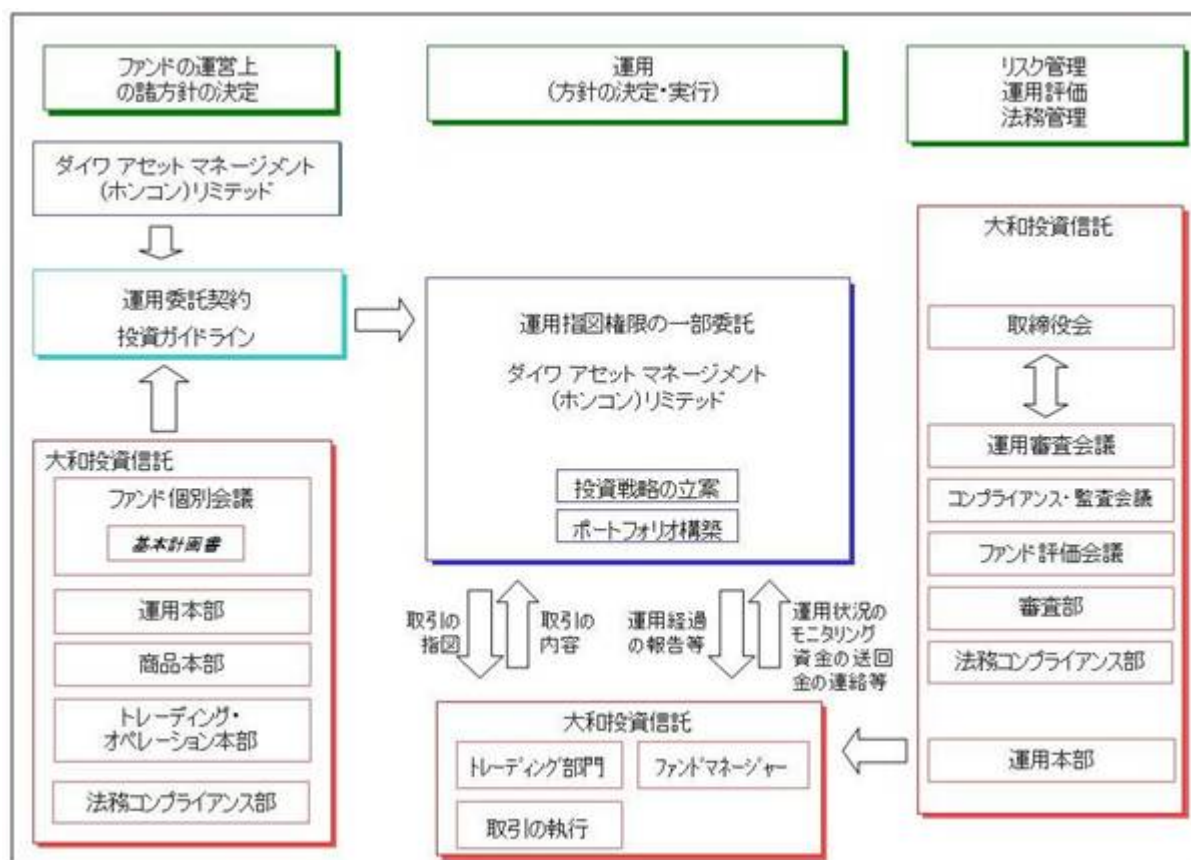 ファンドの運営上
の諸方針の決定
運用
(方針の決定・実行)
リスク管理
運用評価
法務管理
ダイワ アセット マネージメント
(ホンコン)リミテッド
運用委託契約
投資ガイドライン
大和投資信託
ファンド個別会議
基本計画書
運用本部
商品本部
トレーディング・
オペレーション本部
法務コンプライアンス部
運用指図権限の一部委託
ダイワ アセット マネージメント
(ホンコン)リミテッド
投資戦略の立案
ポートフォリオ構築
取引の
指図
取引の
内容
運用経過
の報告等
運用状況の
モニタリング
資金の送回
金の連絡等
大和投資信託
トレーディング部門
ファンドマネージャー
取引の執行
大和投資信託
取締役会
運用審査会議
コンプライアンス・監査会議
ファンド評価会議
審査部
法務コンプライアンス部
運用本部